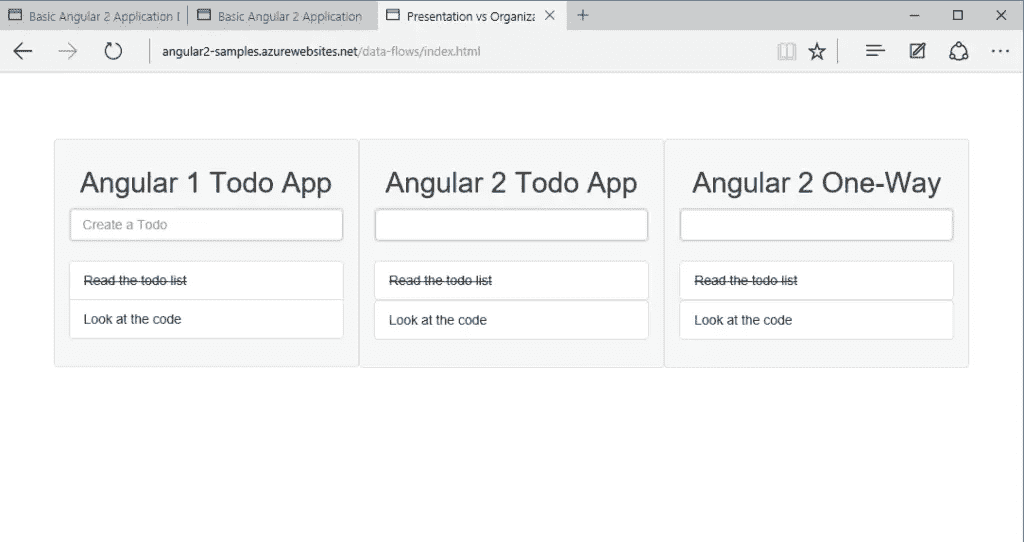 Basic Angular 2 Application I
Basic Angular 2 Application
Presentation vs Organiza
angular2-samples.azurewebsites.net/data-flows/index.html
Angular 1 Todo App
Create a Todo
Read the todo list
Look at the code
Angular 2 Todo App
Read the todo list
Look at the code
Angular 2 One-Way
Read the todo list
Look at the code